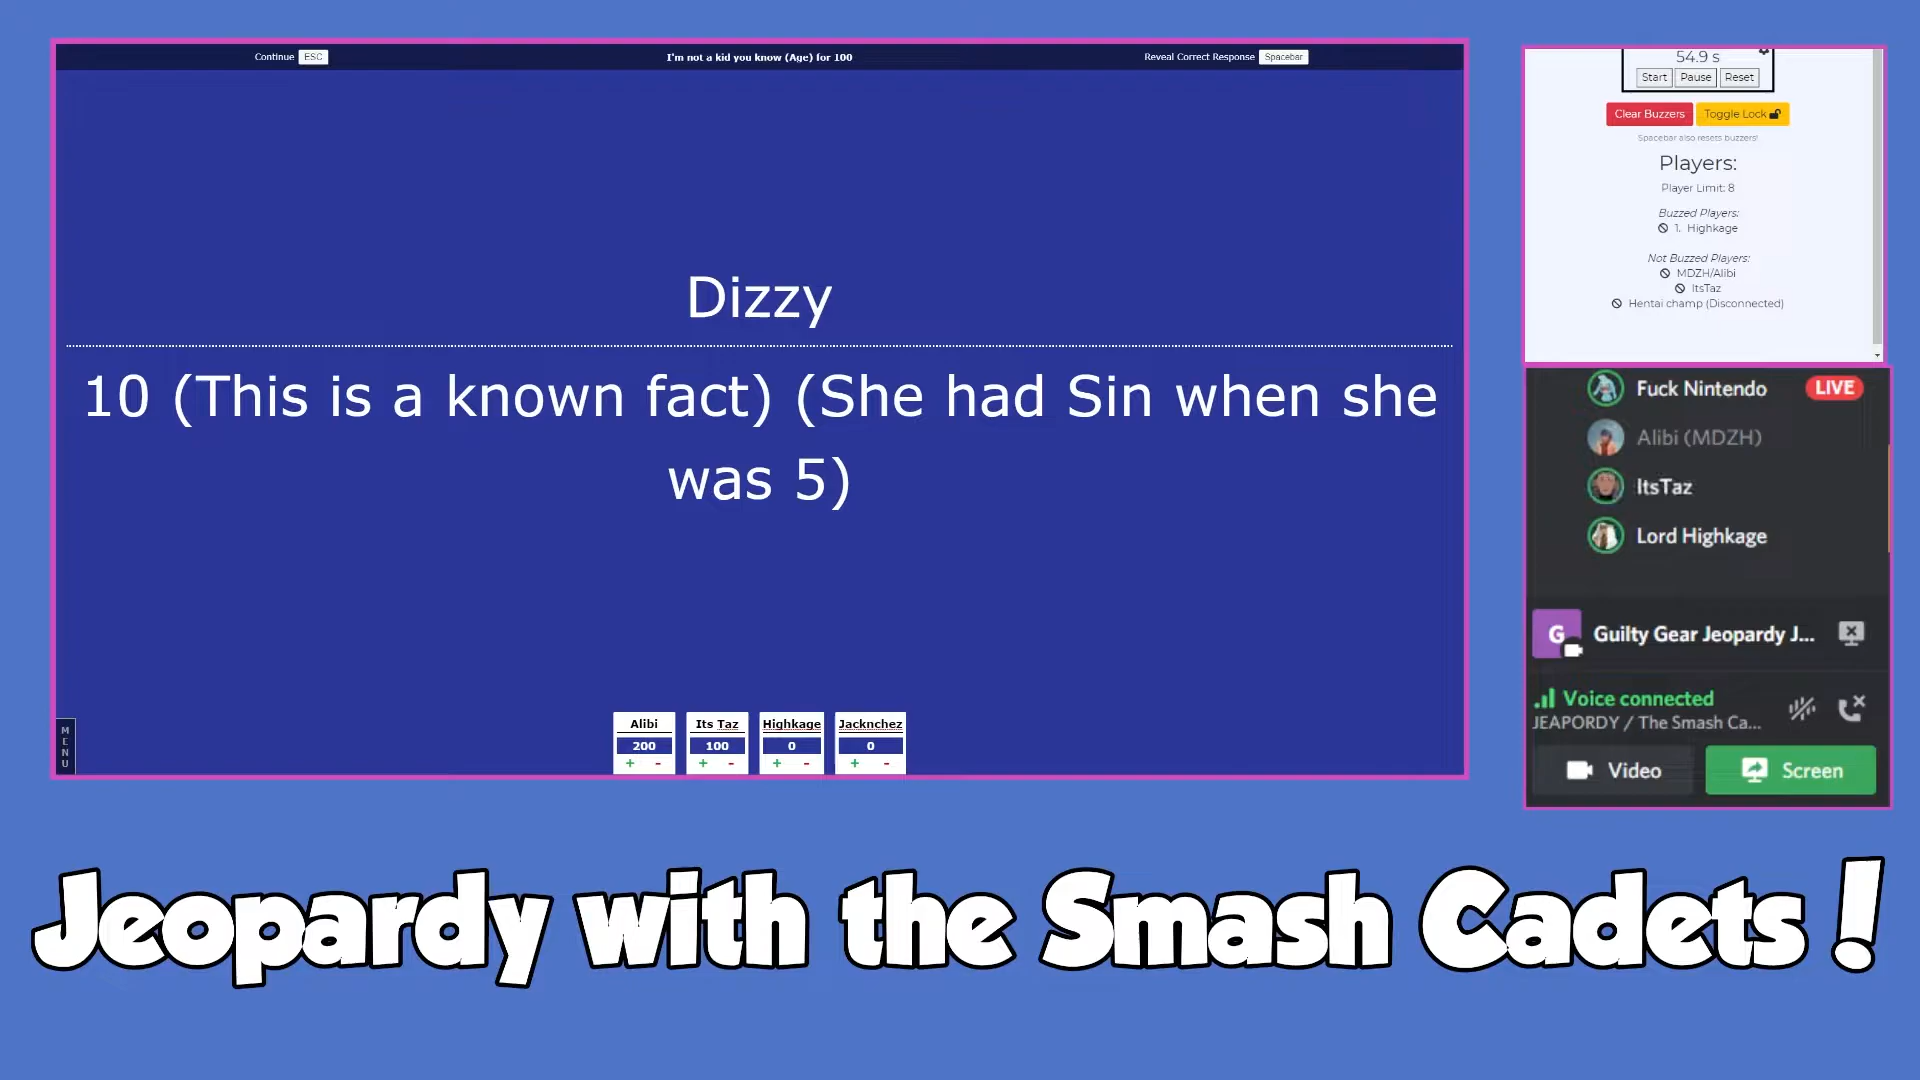 Continue ESC
I'm not a kid you know (Age) for 100
Reveal Correct Response Spacebar
Dizzy
10 (This is a known fact) (She had Sin when she
was 5)
MENU
Alibi
200
+ -
Its Taz
100
+ -
Highkage
0
+ -
Jacknchez
0
+ -
54.9 s
Start Pause Reset
Clear Buzzers Toggle Lock
Spacebar also resets buzzers!
Players:
Player Limit: 8
Buzzed Players:
1. Highkage
Not Buzzed Players:
MDZH/Alibi
ItsTaz
Hentai champ (Disconnected)
Fuck Nintendo LIVE
Alibi (MDZH)
ItsTaz
Lord Highkage
G Guilty Gear Jeopardy J...
Voice connected
JEAPORDY / The Smash Ca...
Video Screen
Jeopardy with the Smash Cadets!